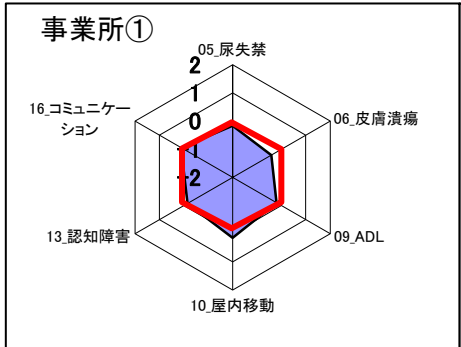 事業所①
05_尿失禁
2
1
0
-1
-2
06_皮膚潰瘍
09_ADL
10_屋内移動
13_認知障害
16_コミュニケー
ション